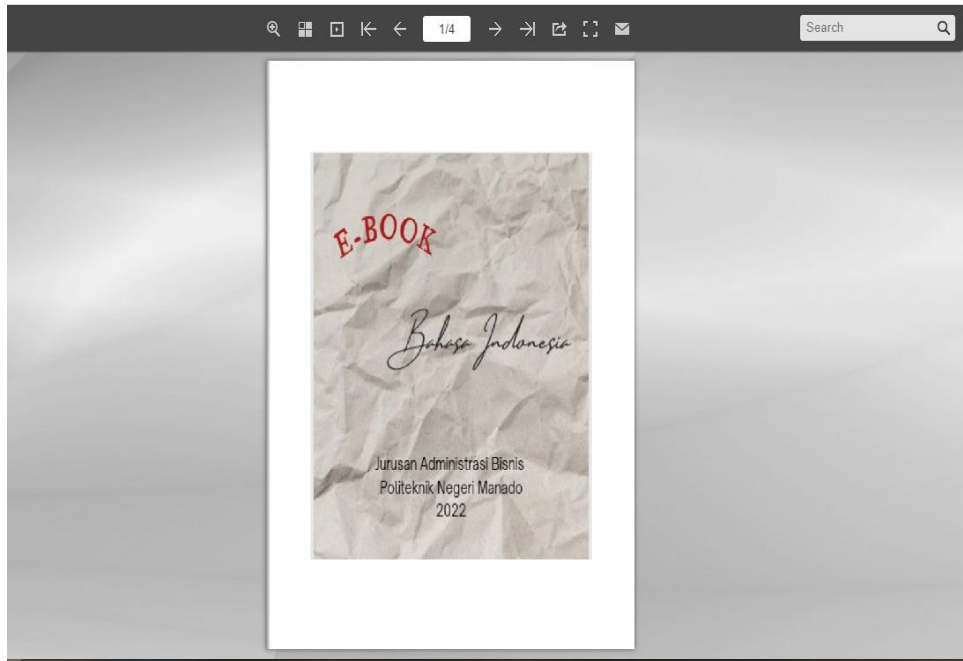 1/4
Search
E-BOOK
Bahasa Indonesia
Jurusan Administrasi Bisnis
Politeknik Negeri Manado
2022